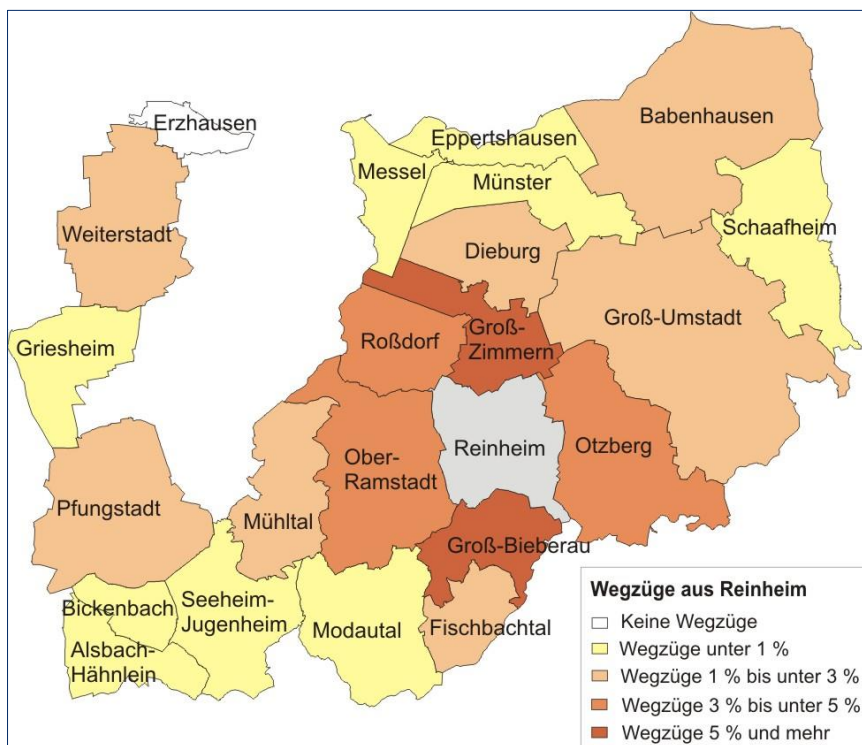 Erzhausen
Babenhausen
Eppertshausen
Messel
Münster
Schaafheim
Weiterstadt
Dieburg
Groß-Umstadt
Griesheim
Roßdorf
Groß-
Zimmern
Reinheim
Otzberg
Ober-
Ramstadt
Pfungstadt
Mühltal
Groß-Bieberau
Bickenbach
Seeheim-
Jugenheim
Modautal
Fischbachtal
Alsbach-
Hähnlein
Wegzüge aus Reinheim
Keine Wegzüge
Wegzüge unter 1 %
Wegzüge 1 % bis unter 3 %
Wegzüge 3 % bis unter 5 %
Wegzüge 5 % und mehr